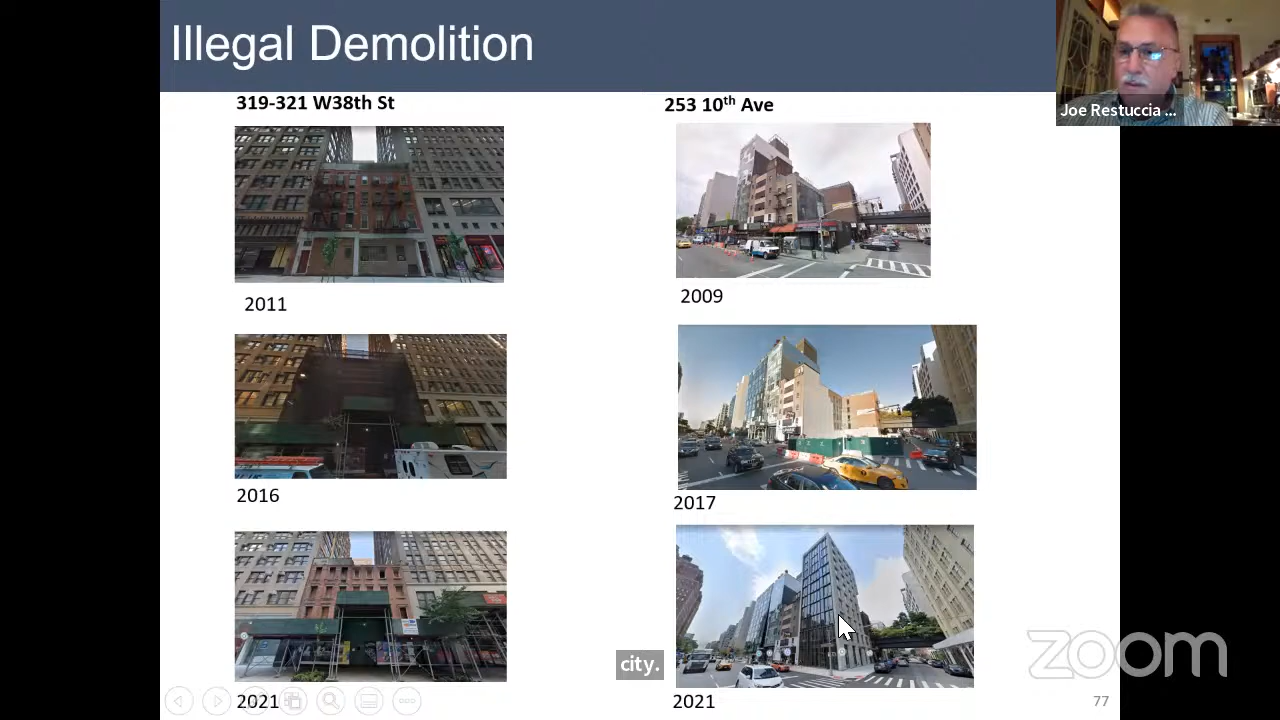 Illegal Demolition
Joe Restuccia ...
319-321 W38th St
253 10th Ave
2011
2009
2016
2017
city.
zoom
2021
2021
77